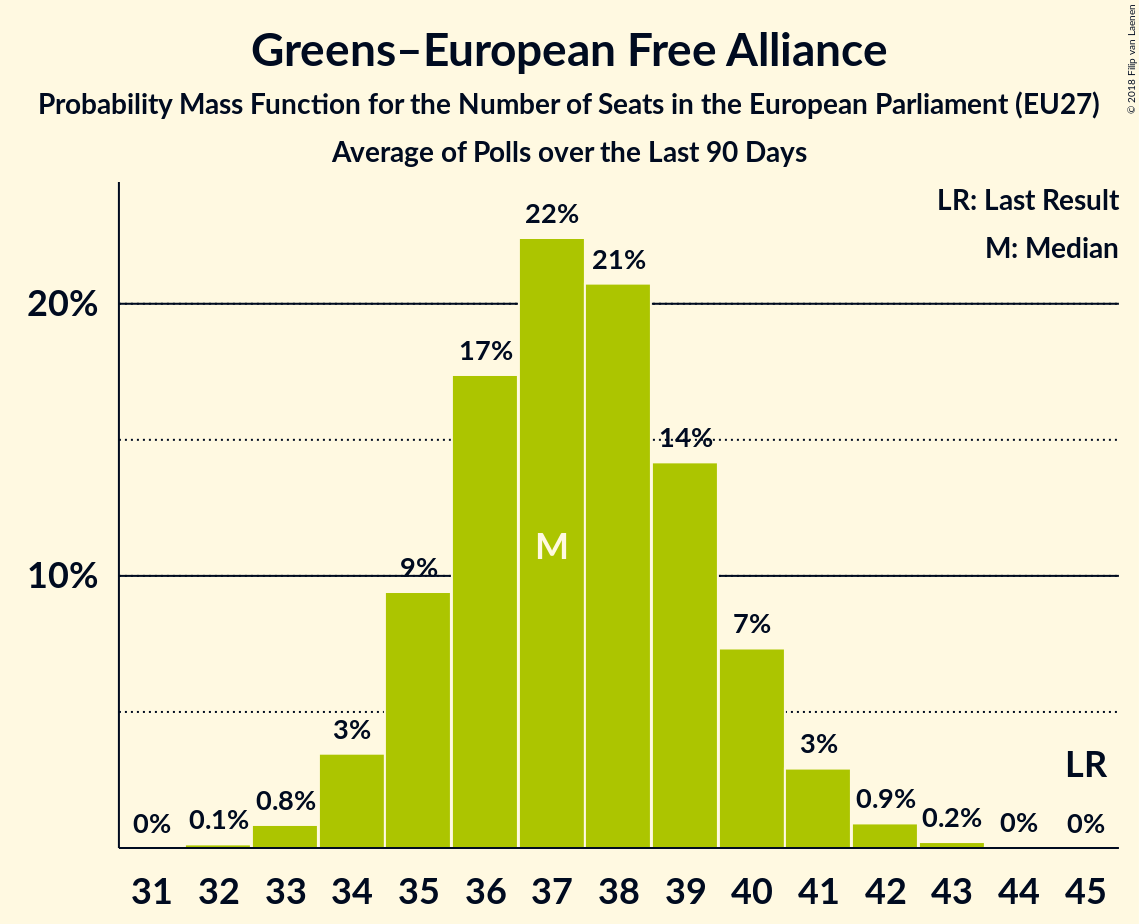 Greens–European Free Alliance
Probability Mass Function for the Number of Seats in the European Parliament (EU27)
Average of Polls over the Last 90 Days
© 2018 Filip van Laenen
LR: Last Result
M: Median
22%
21%
20%
17%
14%
M
9%
10%
7%
3%
3%
LR
0%
0.1%
0.8%
0.9%
0.2%
0%
0%
31 32 33 34 35 36 37 38 39 40 41 42 43 44 45